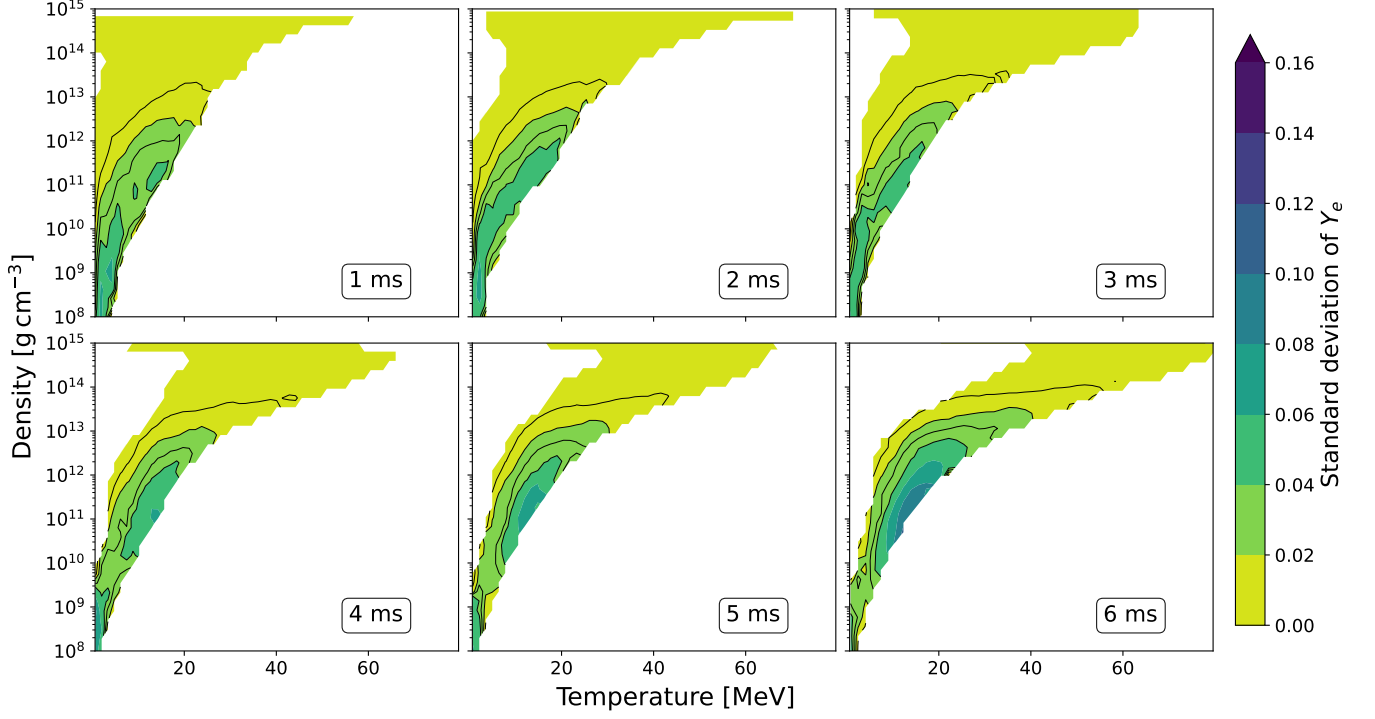 10^15
10^14
10^13
10^12
10^11
10^10
10^9
10^8
1 ms
2 ms
3 ms
10^15
10^14
10^13
10^12
10^11
10^10
10^9
10^8
4 ms
5 ms
6 ms
20 40 60
20 40 60
20 40 60
Density [g cm^−3]
Temperature [MeV]
0.16
0.14
0.12
0.10
0.08
0.06
0.04
0.02
0.00
Standard deviation of Y_e